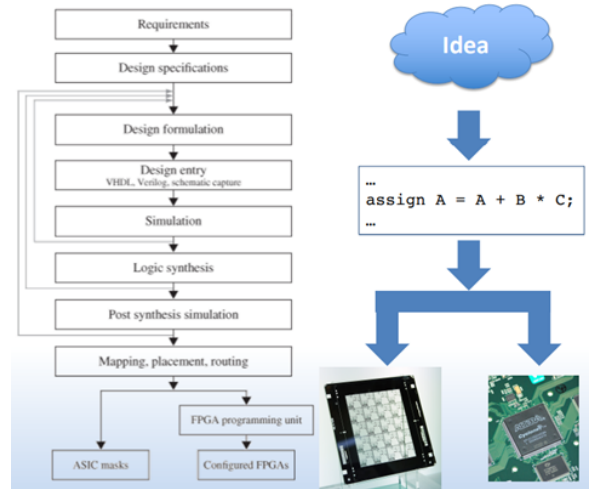 Requirements
Design specifications
Design formulation
Design entry
VHDL, Verilog, schematic capture
Simulation
Logic synthesis
Post synthesis simulation
Mapping, placement, routing
FPGA programming unit
ASIC masks
Configured FPGAs
Idea
…
assign A = A + B * C;
…